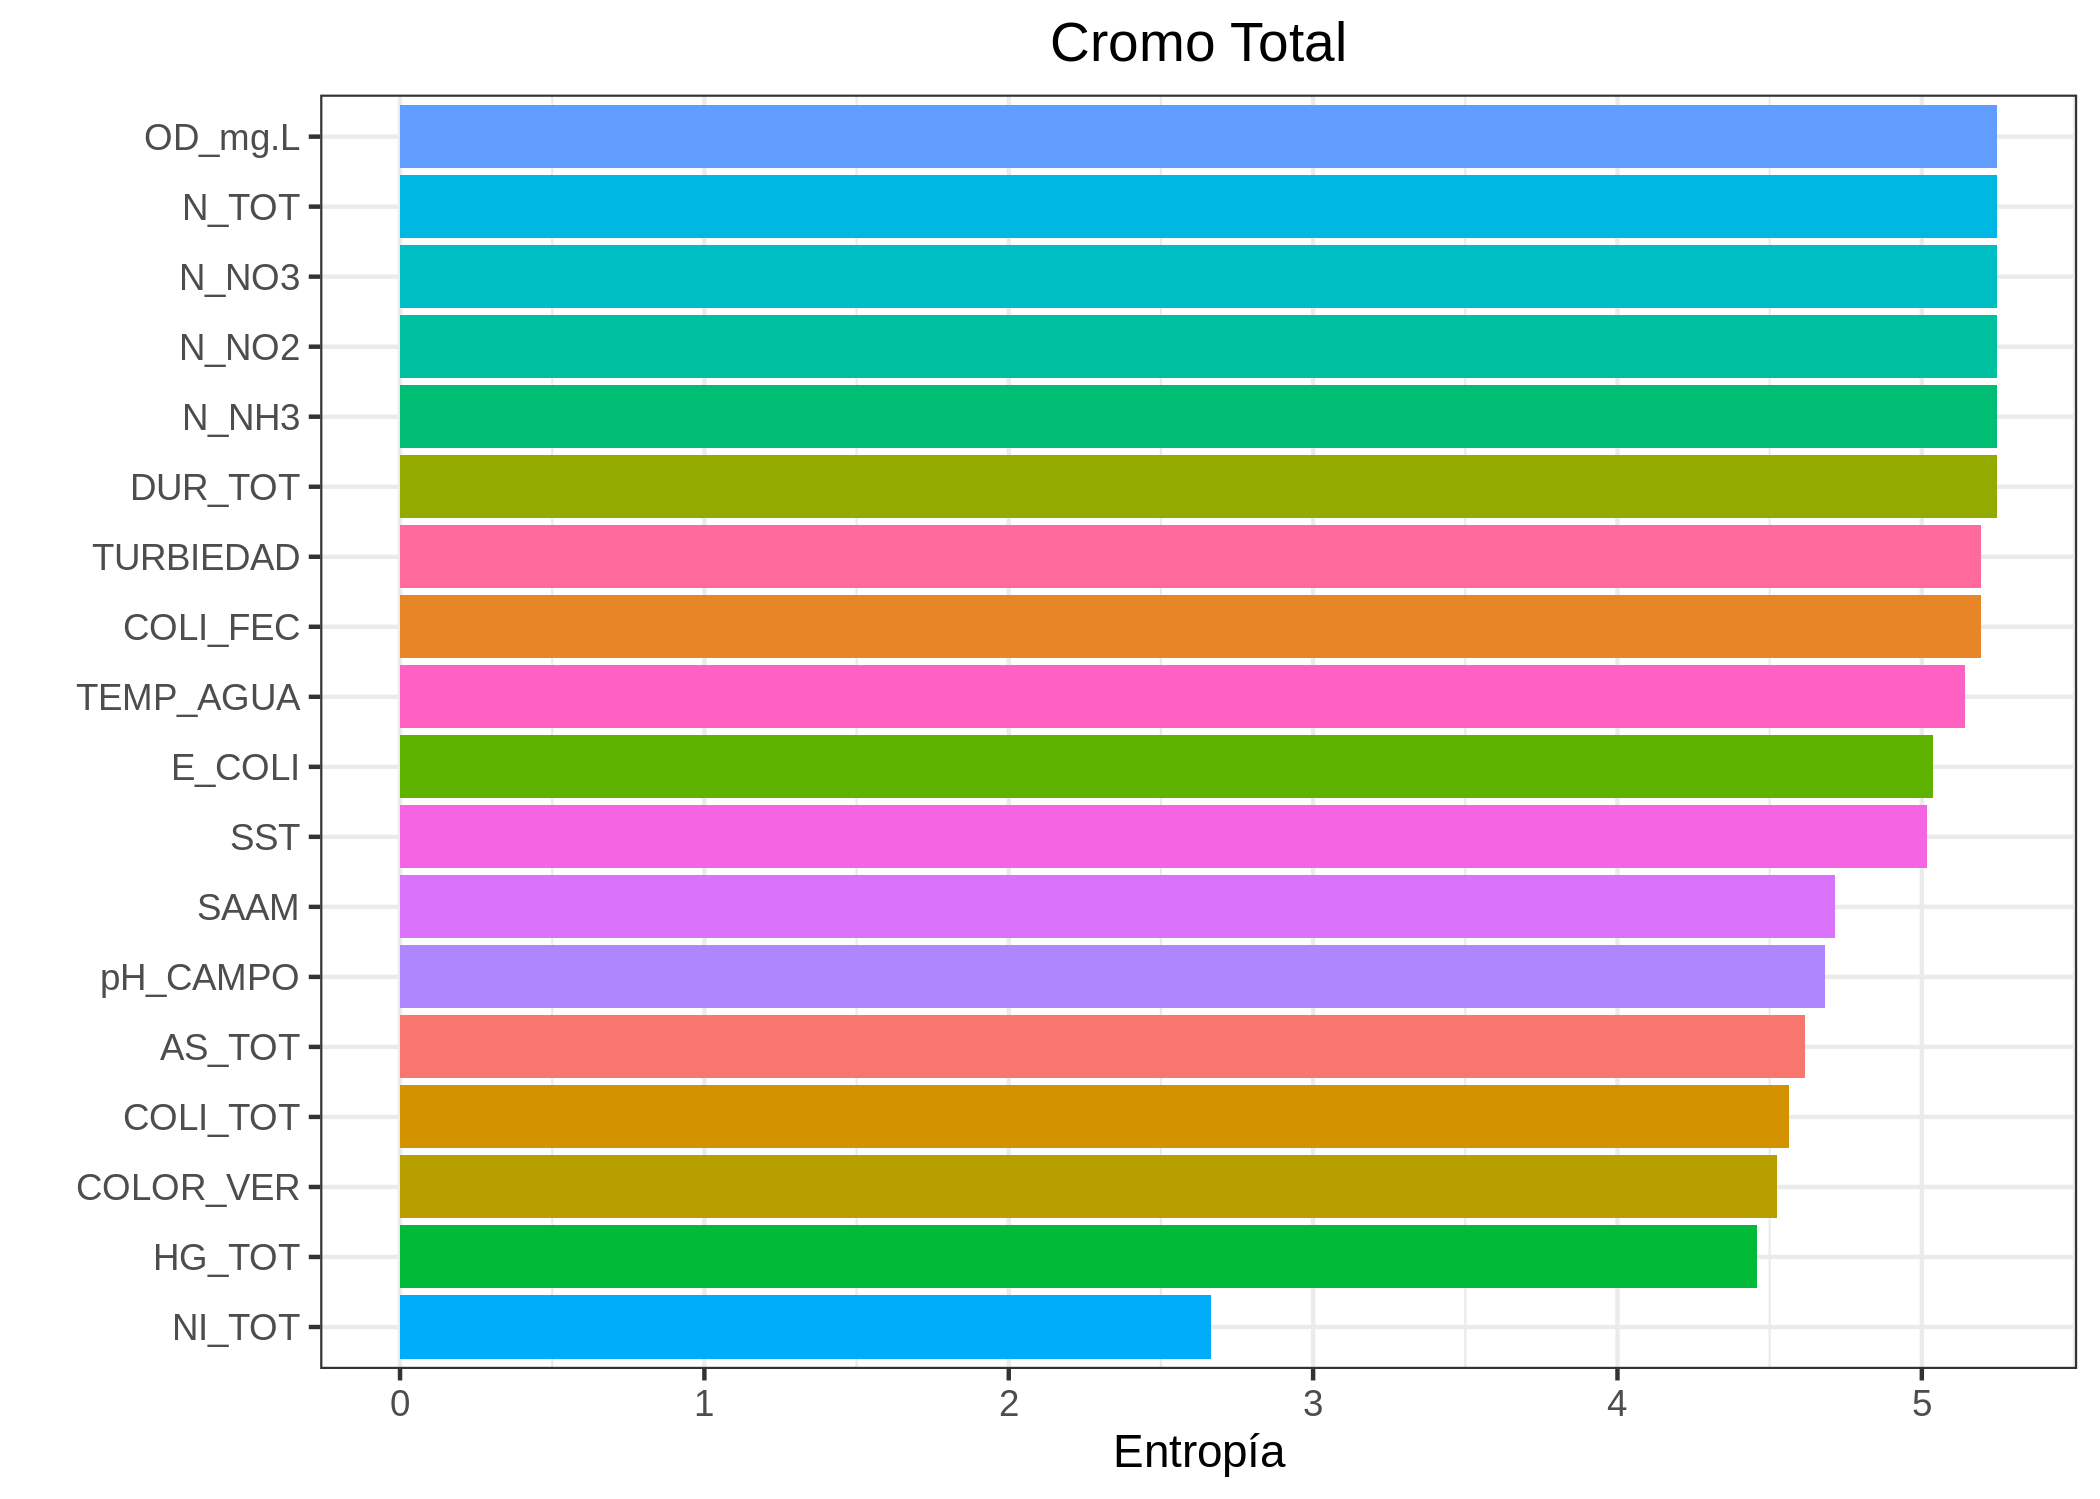 Cromo Total
OD_mg.L
N_TOT
N_NO3
N_NO2
N_NH3
DUR_TOT
TURBIEDAD
COLI_FEC
TEMP_AGUA
E_COLI
SST
SAAM
pH_CAMPO
AS_TOT
COLI_TOT
COLOR_VER
HG_TOT
NI_TOT
0 1 2 3 4 5
Entropía